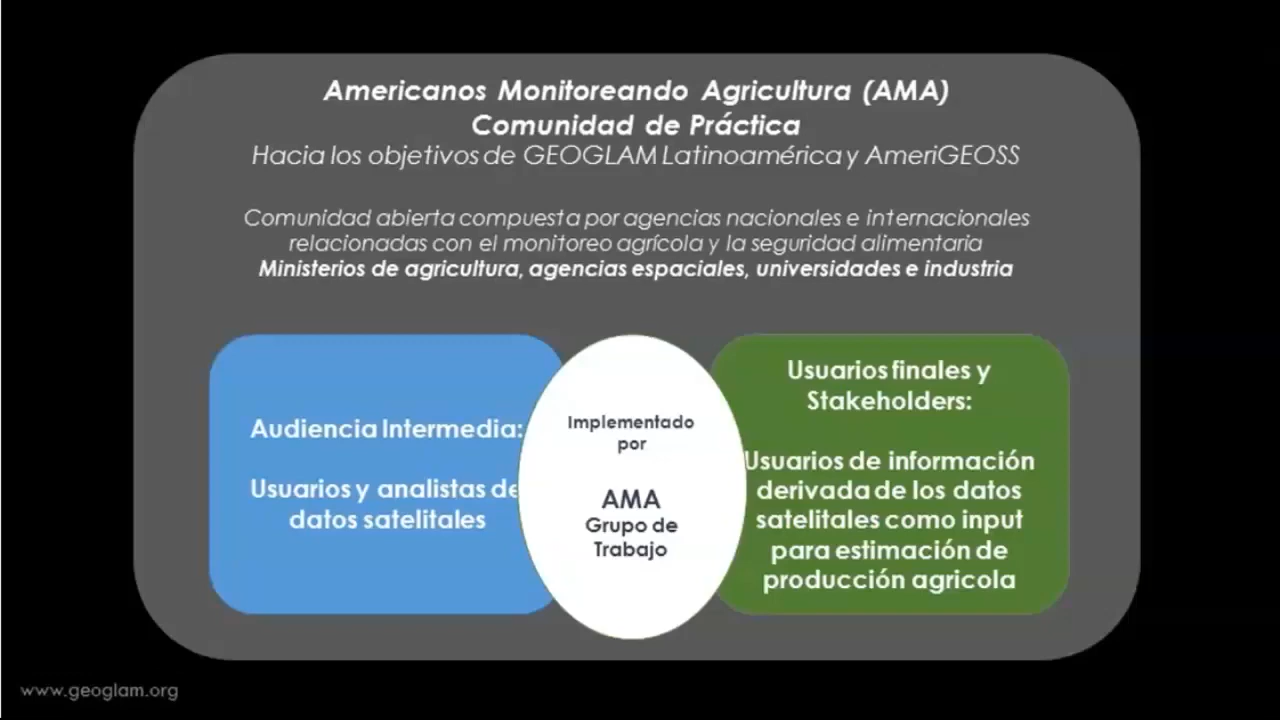 Americanos Monitoreando Agricultura (AMA)
Comunidad de Práctica
Hacia los objetivos de GEOGLAM Latinoamérica y AmeriGEOSS
Comunidad abierta compuesta por agencias nacionales e internacionales
relacionadas con el monitoreo agrícola y la seguridad alimentaria
Ministerios de agricultura, agencias espaciales, universidades e industria
Audiencia Intermedia:
Usuarios y analistas de
datos satelitales
Implementado
por
AMA
Grupo de
Trabajo
Usuarios finales y
Stakeholders:
Usuarios de información
derivada de los datos
satelitales como input
para estimación de
producción agricola
www.geoglam.org